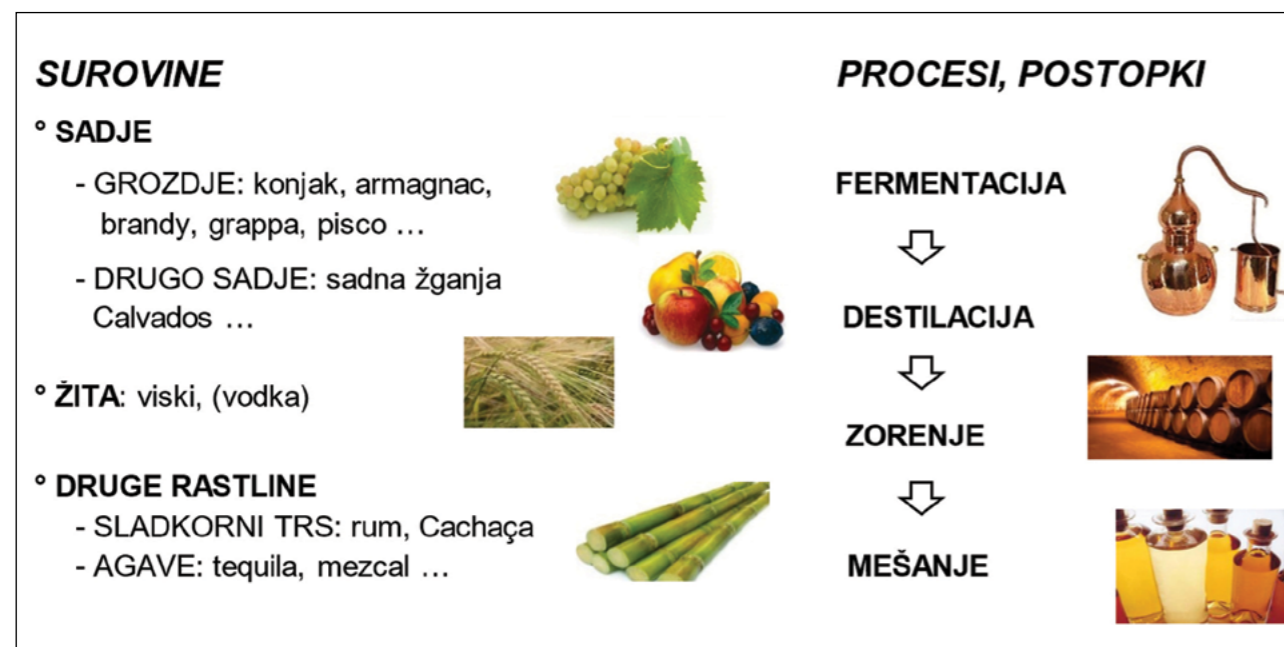 SUROVINE
° SADJE
- GROZDJE: konjak, armagnac,
brandy, grappa, pisco …
- DRUGO SADJE: sadna žganja
Calvados …
° ŽITA: viski, (vodka)
° DRUGE RASTLINE
- SLADKORNI TRS: rum, Cachaça
- AGAVE: tequila, mezcal …
PROCESI, POSTOPKI
FERMENTACIJA
DESTILACIJA
ZORENJE
MEŠANJE